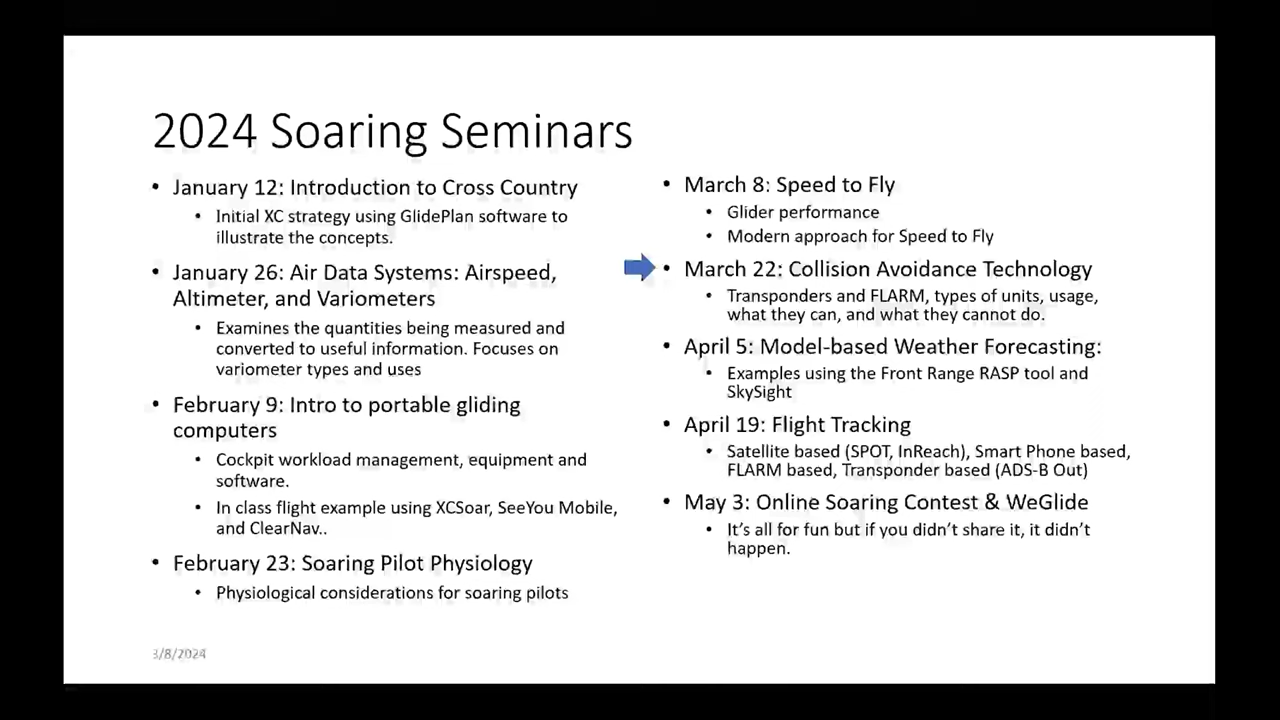 2024 Soaring Seminars
• January 12: Introduction to Cross Country
• Initial XC strategy using GlidePlan software to
illustrate the concepts.
• January 26: Air Data Systems: Airspeed,
Altimeter, and Variometers
• Examines the quantities being measured and
converted to useful information. Focuses on
variometer types and uses
• February 9: Intro to portable gliding
computers
• Cockpit workload management, equipment and
software.
• In class flight example using XCSoar, SeeYou Mobile,
and ClearNav..
• February 23: Soaring Pilot Physiology
• Physiological considerations for soaring pilots
• March 8: Speed to Fly
• Glider performance
• Modern approach for Speed to Fly
• March 22: Collision Avoidance Technology
• Transponders and FLARM, types of units, usage,
what they can, and what they cannot do.
• April 5: Model-based Weather Forecasting:
• Examples using the Front Range RASP tool and
SkySight
• April 19: Flight Tracking
• Satellite based (SPOT, InReach), Smart Phone based,
FLARM based, Transponder based (ADS-B Out)
• May 3: Online Soaring Contest & WeGlide
• It’s all for fun but if you didn’t share it, it didn’t
happen.
3/8/2024